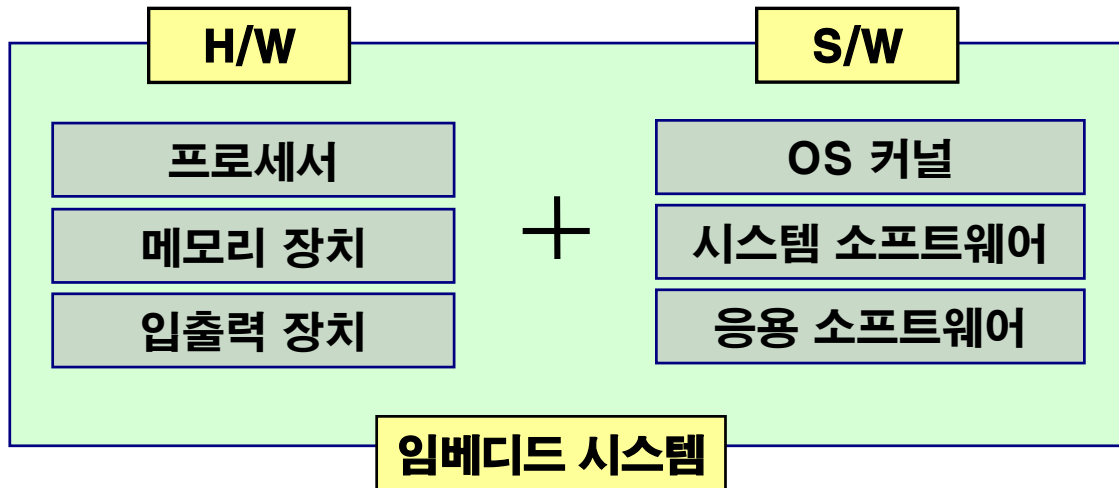 H/W
프로세서
메모리 장치
입출력 장치
+
S/W
OS 커널
시스템 소프트웨어
응용 소프트웨어
임베디드 시스템